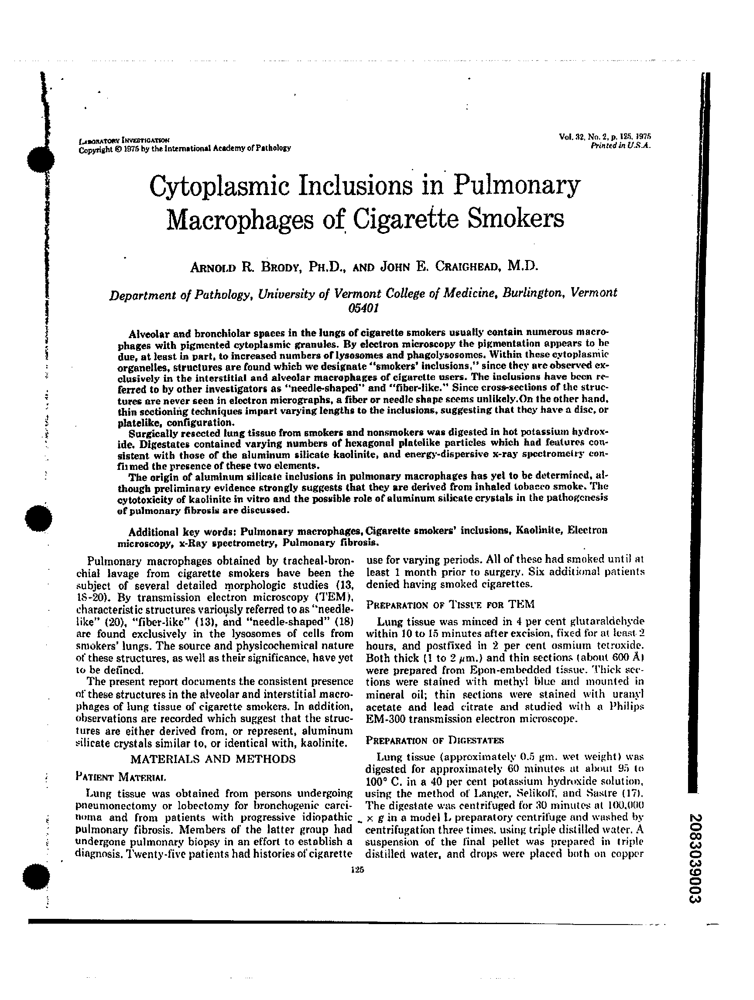 LABORATORY INVESTIGATION
Copyright © 1975 by the International Academy of Pathology
Vol. 32, No. 2, p. 125, 1975
Printed in U.S.A.
Cytoplasmic Inclusions in Pulmonary
Macrophages of Cigarette Smokers
ARNOLD R. BRODY, PH.D., AND JOHN E. CRAIGHEAD, M.D.
Department of Pathology, University of Vermont College of Medicine, Burlington, Vermont
05401
Alveolar and bronchiolar spaces in the lungs of cigarette smokers usually contain numerous macro-
phages with pigmented cytoplasmic granules. By electron microscopy the pigmentation appears to be
due, at least in part, to increased numbers of lysosomes and phagolysosomes. Within these cytoplasmic
organelles, structures are found which we designate "smokers' inclusions," since they are observed ex-
clusively in the interstitial and alveolar macrophages of cigarette users. The inclusions have been re-
ferred to by other investigators as "needle-shaped" and "fiber-like." Since cross-sections of the struc-
tures are never seen in electron micrographs, a fiber or needle shape seems unlikely. On the other hand,
thin sectioning techniques impart varying lengths to the inclusions, suggesting that they have a disc, or
platelike, configuration.
Surgically resected lung tissue from smokers and nonsmokers was digested in hot potassium hydrox-
ide. Digestates contained varying numbers of hexagonal platelike particles which had features con-
sistent with those of the aluminum silicate kaolinite, and energy-dispersive x-ray spectrometry con-
firmed the presence of these two elements.
The origin of aluminum silicate inclusions in pulmonary macrophages has yet to be determined, al-
though preliminary evidence strongly suggests that they are derived from inhaled tobacco smoke. The
cytotoxicity of kaolinite in vitro and the possible role of aluminum silicate crystals in the pathogenesis
of pulmonary fibrosis are discussed.
Additional key words: Pulmonary macrophages, Cigarette smokers' inclusions, Kaolinite, Electron
microscopy, x-Ray spectrometry, Pulmonary fibrosis.
Pulmonary macrophages obtained by tracheal-bron-
chial lavage from cigarette smokers have been the
subject of several detailed morphologic studies (13,
18-20). By transmission electron microscopy (TEM),
characteristic structures variously referred to as "needle-
like" (20), "fiber-like" (13), and "needle-shaped" (18)
are found exclusively in the lysosomes of cells from
smokers' lungs. The source and physicochemical nature
of these structures, as well as their significance, have yet
to be defined.
The present report documents the consistent presence
of these structures in the alveolar and interstitial macro-
phages of lung tissue of cigarette smokers. In addition,
observations are recorded which suggest that the struc-
tures are either derived from, or represent, aluminum
silicate crystals similar to, or identical with, kaolinite.
MATERIALS AND METHODS
PATIENT MATERIAL
Lung tissue was obtained from persons undergoing
pneumonectomy or lobectomy for bronchogenic carci-
noma and from patients with progressive idiopathic
pulmonary fibrosis. Members of the latter group had
undergone pulmonary biopsy in an effort to establish a
diagnosis. Twenty-five patients had histories of cigarette
use for varying periods. All of these had smoked until at
least 1 month prior to surgery. Six additional patients
denied having smoked cigarettes.
PREPARATION OF TISSUE FOR TEM
Lung tissue was minced in 4 per cent glutaraldehyde
within 10 to 15 minutes after excision, fixed for at least 2
hours, and postfixed in 2 per cent osmium tetroxide.
Both thick (1 to 2 μm.) and thin sections (about 600 Å)
were prepared from Epon-embedded tissue. Thick sec-
tions were stained with methyl blue and mounted in
mineral oil; thin sections were stained with uranyl
acetate and lead citrate and studied with a Philips
EM-300 transmission electron microscope.
PREPARATION OF DIGESTATES
Lung tissue (approximately 0.5 gm. wet weight) was
digested for approximately 60 minutes at about 95 to
100° C. in a 40 per cent potassium hydroxide solution,
using the method of Langer, Selikoff, and Sastre (17).
The digestate was centrifuged for 30 minutes at 100,000
× g in a model L preparatory centrifuge and washed by
centrifugation three times, using triple distilled water. A
suspension of the final pellet was prepared in triple
distilled water, and drops were placed both on copper
125
2083039003